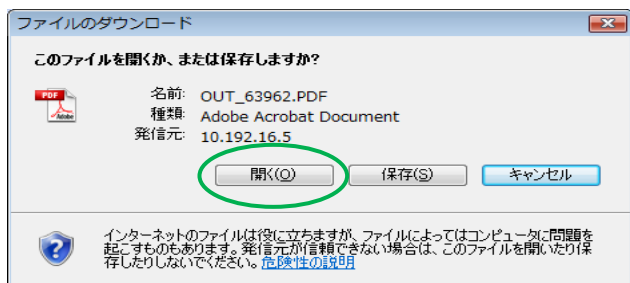 ファイルのダウンロード
このファイルを開くか、または保存しますか?
PDF
Adobe
名前: OUT_63962.PDF
種類: Adobe Acrobat Document
発信元: 10.192.16.5
開く(O) 保存(S) キャンセル
インターネットのファイルは役に立ちますが、ファイルによってはコンピュータに問題を
起こすものもあります。発信元が信頼できない場合は、このファイルを開いたり保
存したりしないでください。危険性の説明